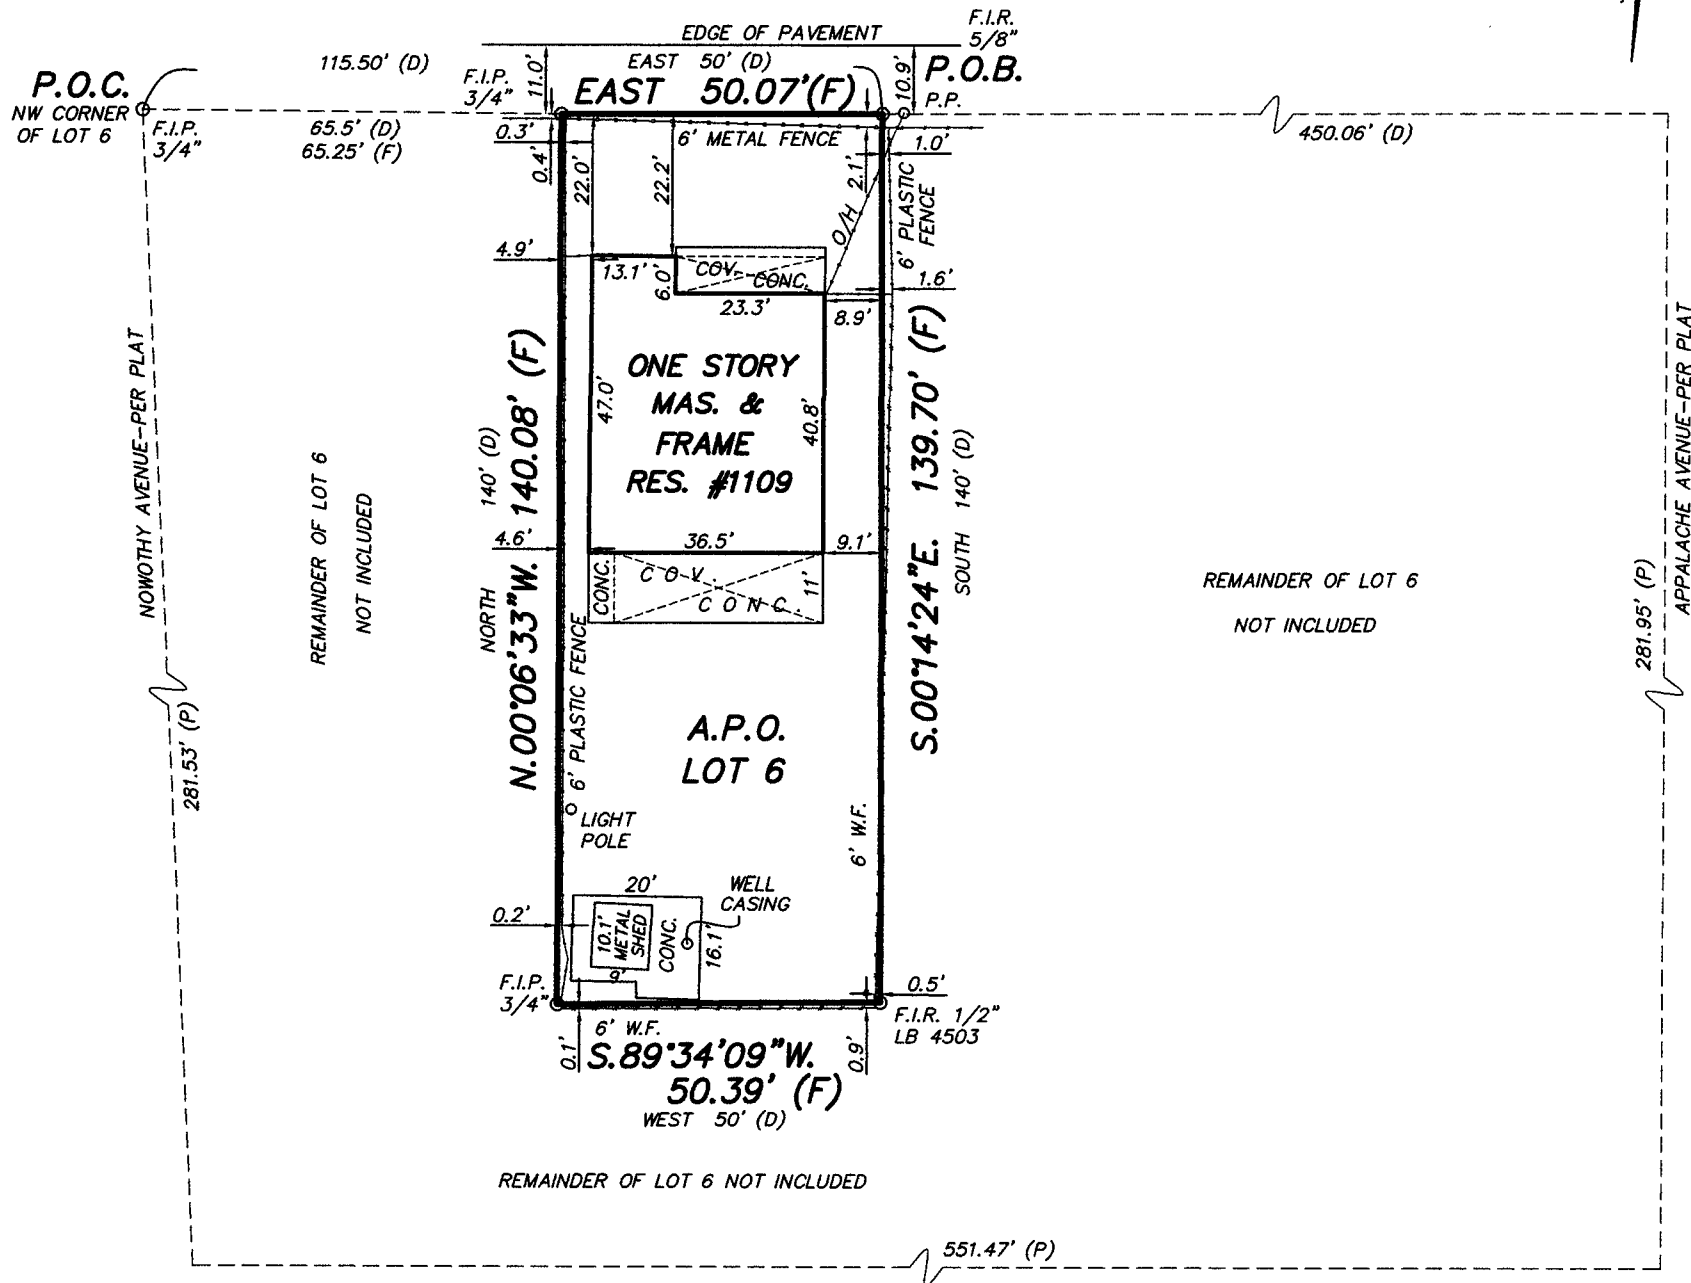 EDGE OF PAVEMENT
F.I.R.
5/8"
115.50' (D)
EAST 50' (D)
P.O.C.
NW CORNER
OF LOT 6
F.I.P.
3/4"
11.0'
EAST 50.07'(F)
10.9'
P.O.B.
P.P.
F.I.P.
3/4"
65.5' (D)
65.25' (F)
0.3'
0.4'
6' METAL FENCE
1.0'
450.06' (D)
22.0'
22.2'
2.1'
O/H
6' PLASTIC
FENCE
4.9'
13.1'
6.0'
COV.
CONC.
23.3'
1.6'
8.9'
NOWOTHY AVENUE-PER PLAT
281.53' (P)
REMAINDER OF LOT 6
NOT INCLUDED
NORTH 140' (D)
N.00°06'33"W. 140.08' (F)
47.0'
ONE STORY
MAS. &
FRAME
RES. #1109
40.8'
S.00°14'24"E. 139.70' (F)
SOUTH 140' (D)
REMAINDER OF LOT 6
NOT INCLUDED
281.95' (P)
APPALACHE AVENUE-PER PLAT
4.6'
36.5'
9.1'
CONC.
COV.
CONC.
11'
6' PLASTIC FENCE
A.P.O.
LOT 6
LIGHT
POLE
6' W.F.
20'
WELL
CASING
0.2'
10.1'
METAL
SHED
CONC.
16.1'
9'
F.I.P.
3/4"
0.5'
F.I.R. 1/2"
LB 4503
0.1'
6' W.F.
0.9'
S.89°34'09"W.
50.39' (F)
WEST 50' (D)
REMAINDER OF LOT 6 NOT INCLUDED
551.47' (P)